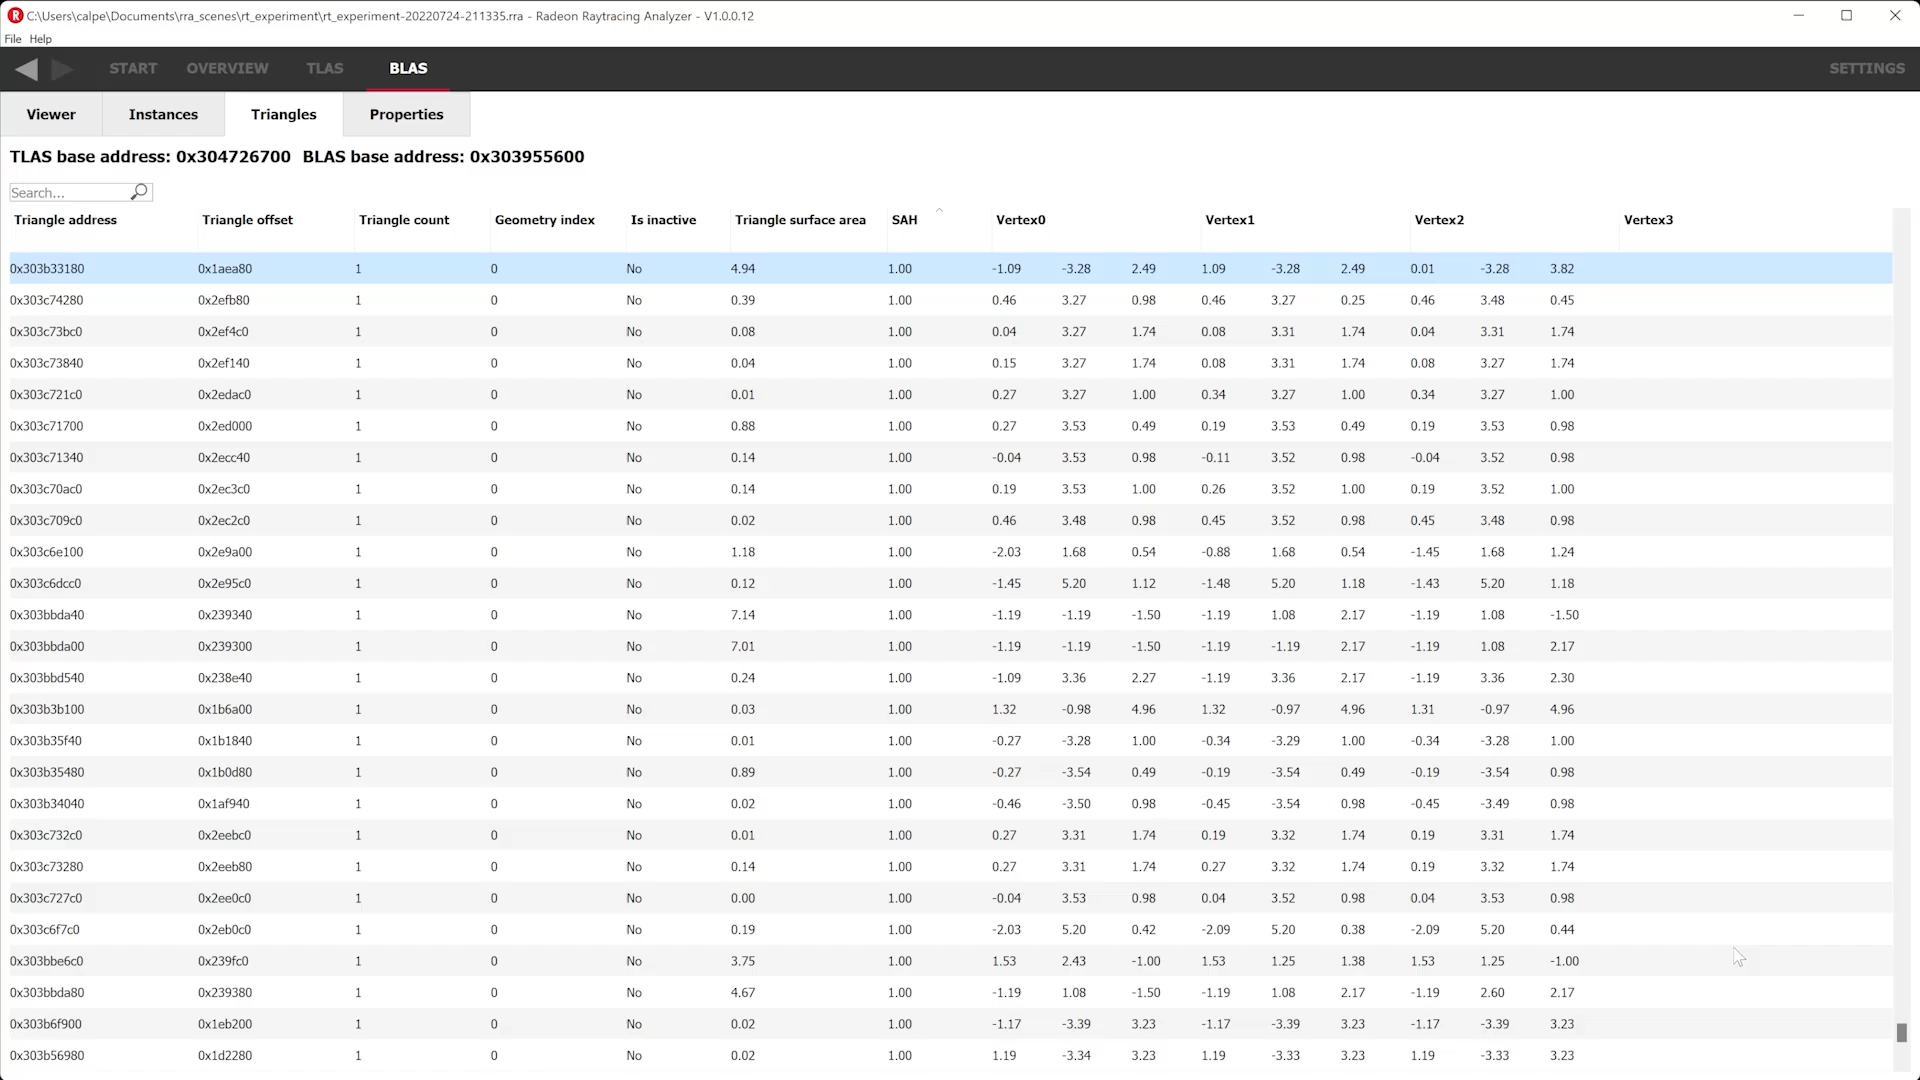 C:\Users\calpe\Documents\rra_scenes\rt_experiment\rt_experiment-20220724-211335.rra - Radeon Raytracing Analyzer - V1.0.0.12
File Help
START OVERVIEW TLAS BLAS SETTINGS
Viewer Instances Triangles Properties
TLAS base address: 0x304726700 BLAS base address: 0x303955600
Search...
Triangle address Triangle offset Triangle count Geometry index Is inactive Triangle surface area SAH Vertex0 Vertex1 Vertex2 Vertex3
0x303b33180 0x1aea80 1 0 No 4.94 1.00 -1.09 -3.28 2.49 1.09 -3.28 2.49 0.01 -3.28 3.82
0x303c74280 0x2efb80 1 0 No 0.39 1.00 0.46 3.27 0.98 0.46 3.27 0.25 0.46 3.48 0.45
0x303c73bc0 0x2ef4c0 1 0 No 0.08 1.00 0.04 3.27 1.74 0.08 3.31 1.74 0.04 3.31 1.74
0x303c73840 0x2ef140 1 0 No 0.04 1.00 0.15 3.27 1.74 0.08 3.31 1.74 0.08 3.27 1.74
0x303c721c0 0x2edac0 1 0 No 0.01 1.00 0.27 3.27 1.00 0.34 3.27 1.00 0.34 3.27 1.00
0x303c71700 0x2ed000 1 0 No 0.88 1.00 0.27 3.53 0.49 0.19 3.53 0.49 0.19 3.53 0.98
0x303c71340 0x2ecc40 1 0 No 0.14 1.00 -0.04 3.53 0.98 -0.11 3.52 0.98 -0.04 3.52 0.98
0x303c70ac0 0x2ec3c0 1 0 No 0.14 1.00 0.19 3.53 1.00 0.26 3.52 1.00 0.19 3.52 1.00
0x303c709c0 0x2ec2c0 1 0 No 0.02 1.00 0.46 3.48 0.98 0.45 3.52 0.98 0.45 3.48 0.98
0x303c6e100 0x2e9a00 1 0 No 1.18 1.00 -2.03 1.68 0.54 -0.88 1.68 0.54 -1.45 1.68 1.24
0x303c6dcc0 0x2e95c0 1 0 No 0.12 1.00 -1.45 5.20 1.12 -1.48 5.20 1.18 -1.43 5.20 1.18
0x303bbda40 0x239340 1 0 No 7.14 1.00 -1.19 -1.19 -1.50 -1.19 1.08 2.17 -1.19 1.08 -1.50
0x303bbda00 0x239300 1 0 No 7.01 1.00 -1.19 -1.19 -1.50 -1.19 -1.19 2.17 -1.19 1.08 2.17
0x303bbd540 0x238e40 1 0 No 0.24 1.00 -1.09 3.36 2.27 -1.19 3.36 2.17 -1.19 3.36 2.30
0x303b3b100 0x1b6a00 1 0 No 0.03 1.00 1.32 -0.98 4.96 1.32 -0.97 4.96 1.31 -0.97 4.96
0x303b35f40 0x1b1840 1 0 No 0.01 1.00 -0.27 -3.28 1.00 -0.34 -3.29 1.00 -0.34 -3.28 1.00
0x303b35480 0x1b0d80 1 0 No 0.89 1.00 -0.27 -3.54 0.49 -0.19 -3.54 0.49 -0.19 -3.54 0.98
0x303b34040 0x1af940 1 0 No 0.02 1.00 -0.46 -3.50 0.98 -0.45 -3.54 0.98 -0.45 -3.49 0.98
0x303c732c0 0x2eebc0 1 0 No 0.01 1.00 0.27 3.31 1.74 0.19 3.32 1.74 0.19 3.31 1.74
0x303c73280 0x2eeb80 1 0 No 0.14 1.00 0.27 3.31 1.74 0.27 3.32 1.74 0.19 3.32 1.74
0x303c727c0 0x2ee0c0 1 0 No 0.00 1.00 -0.04 3.53 0.98 0.04 3.52 0.98 0.04 3.53 0.98
0x303c6f7c0 0x2eb0c0 1 0 No 0.19 1.00 -2.03 5.20 0.42 -2.09 5.20 0.38 -2.09 5.20 0.44
0x303bbe6c0 0x239fc0 1 0 No 3.75 1.00 1.53 2.43 -1.00 1.53 1.25 1.38 1.53 1.25 -1.00
0x303bbda80 0x239380 1 0 No 4.67 1.00 -1.19 1.08 -1.50 -1.19 1.08 2.17 -1.19 2.60 2.17
0x303b6f900 0x1eb200 1 0 No 0.02 1.00 -1.17 -3.39 3.23 -1.17 -3.39 3.23 -1.17 -3.39 3.23
0x303b56980 0x1d2280 1 0 No 0.02 1.00 1.19 -3.34 3.23 1.19 -3.33 3.23 1.19 -3.33 3.23